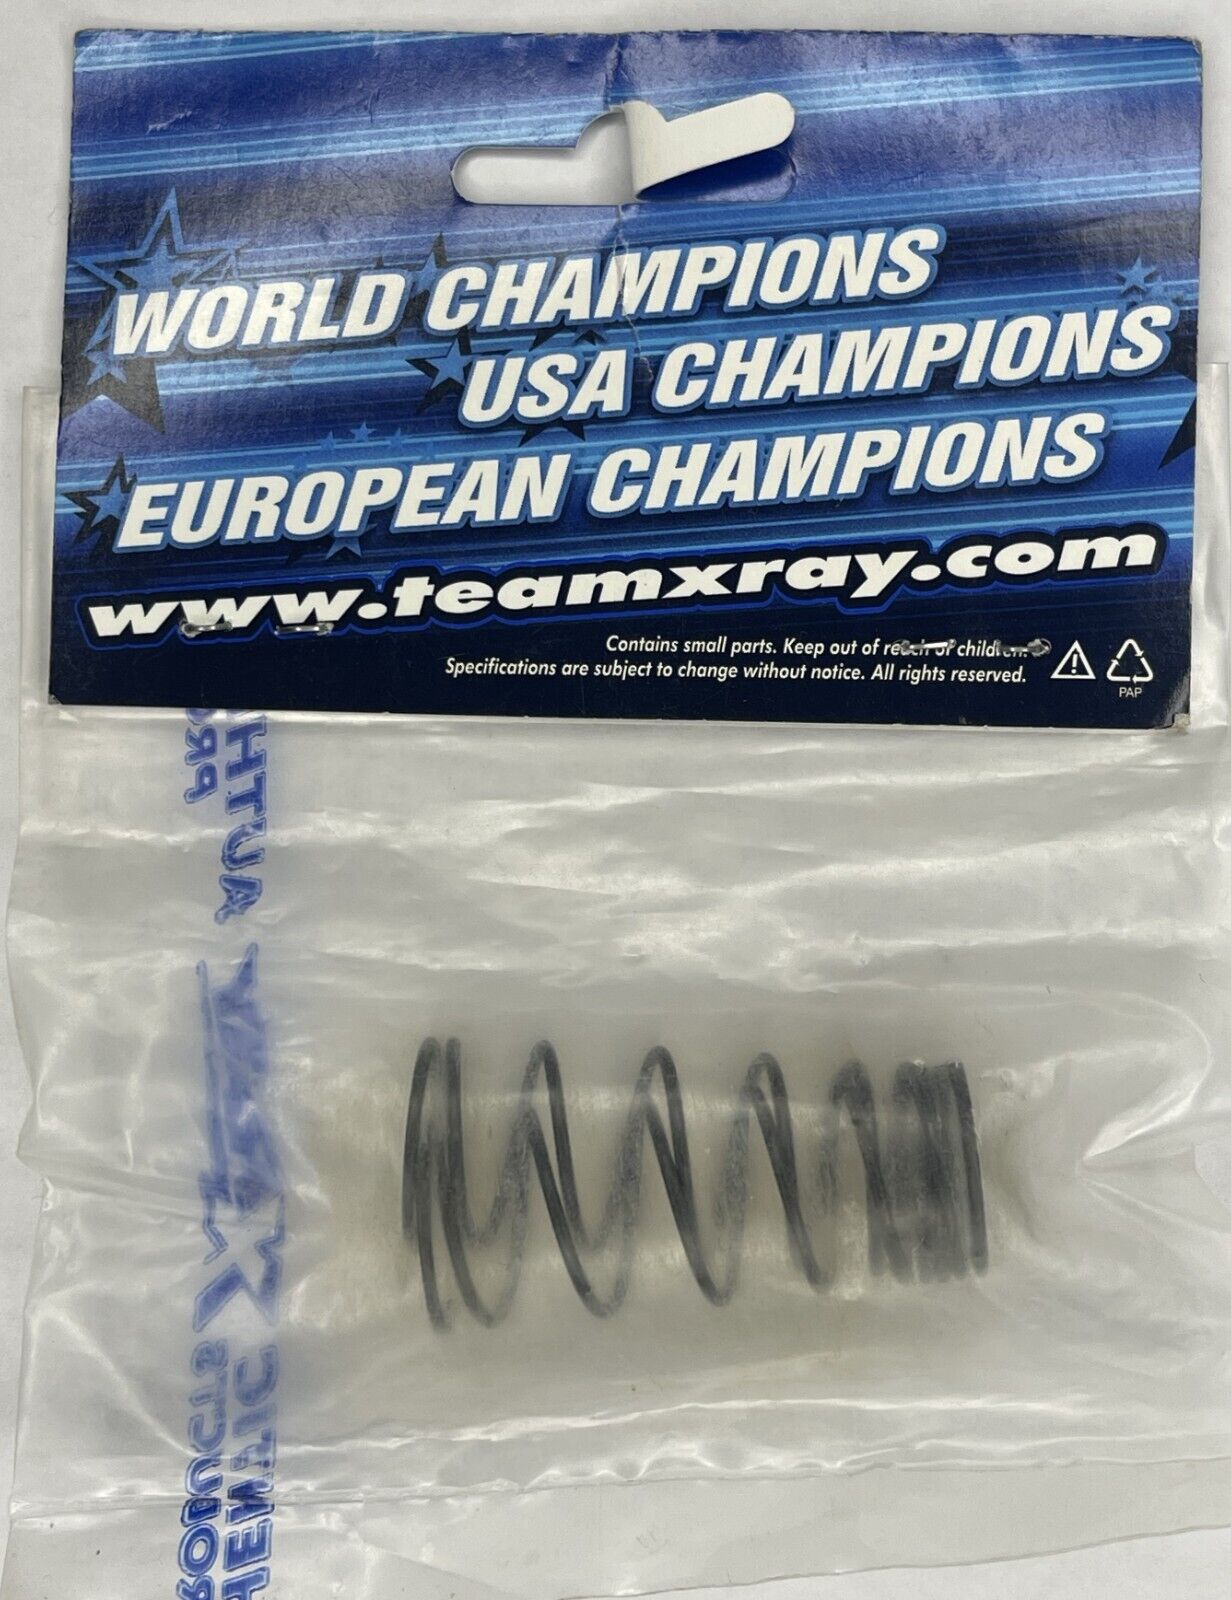 WORLD CHAMPIONS
USA CHAMPIONS
EUROPEAN CHAMPIONS
www.teamxray.com
Contains small parts. Keep out of reach of children.
Specifications are subject to change without notice. All rights reserved.
PAP
XRAY